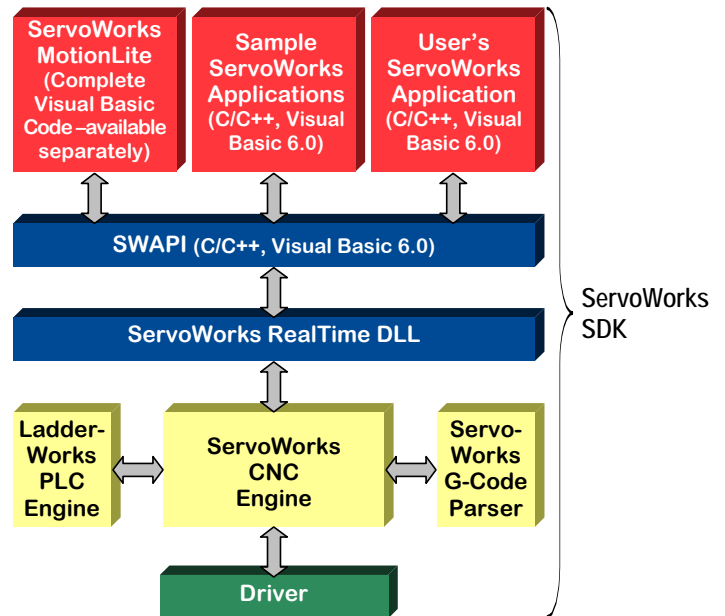 ServoWorks
MotionLite
(Complete
Visual Basic
Code –available
separately)
Sample
ServoWorks
Applications
(C/C++, Visual
Basic 6.0)
User's
ServoWorks
Application
(C/C++, Visual
Basic 6.0)
SWAPI (C/C++, Visual Basic 6.0)
ServoWorks RealTime DLL
ServoWorks
SDK
Ladder-
Works
PLC
Engine
ServoWorks
CNC
Engine
Servo-
Works
G-Code
Parser
Driver